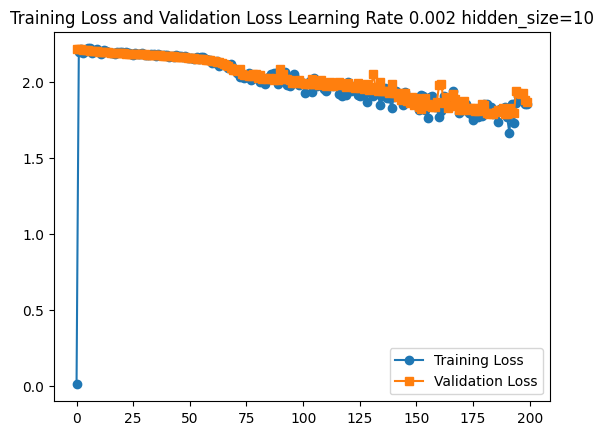 Training Loss and Validation Loss Learning Rate 0.002 hidden_size=10
2.0
1.5
1.0
0.5
0.0
Training Loss
Validation Loss
0 25 50 75 100 125 150 175 200